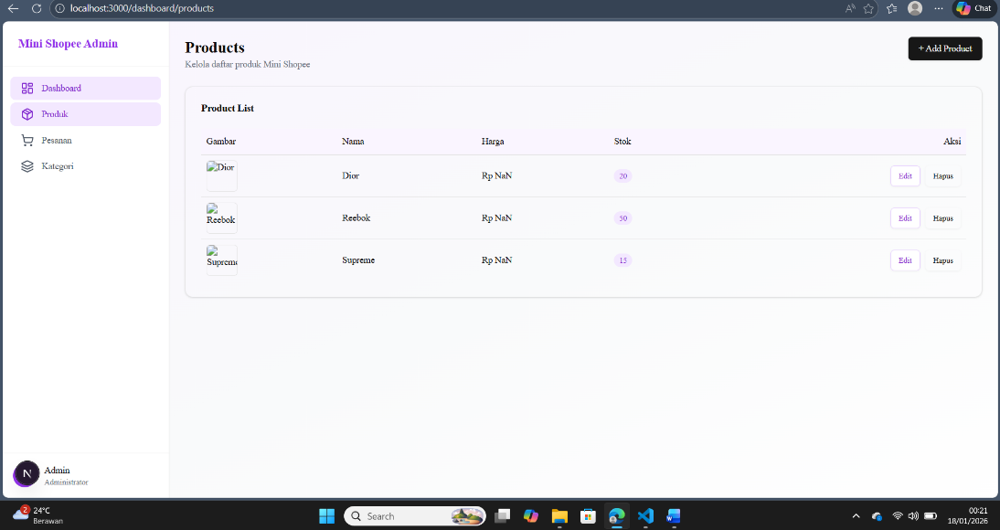 localhost:3000/dashboard/products
Chat
Mini Shopee Admin
Dashboard
Produk
Pesanan
Kategori
Products
Kelola daftar produk Mini Shopee
+ Add Product
Product List
Gambar Nama Harga Stok Aksi
Dior Dior Rp NaN 20 Edit Hapus
Reebok Reebok Rp NaN 50 Edit Hapus
Supreme Supreme Rp NaN 15 Edit Hapus
N
Admin
Administrator
2
24°C
Berawan
Search
W
00:21
18/01/2026